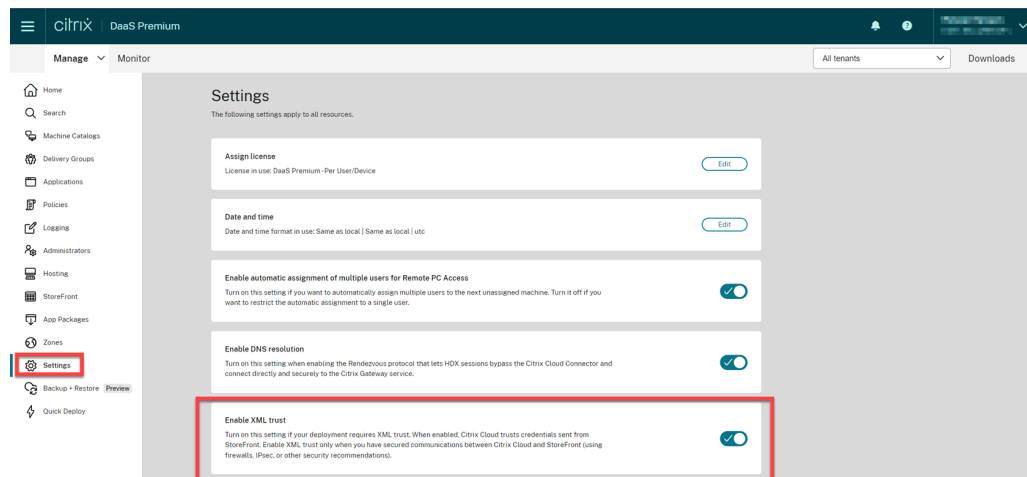 citrix DaaS Premium
Manage Monitor All tenants Downloads
Home
Search
Machine Catalogs
Delivery Groups
Applications
Policies
Logging
Administrators
Hosting
StoreFront
App Packages
Zones
Settings
Backup + Restore Preview
Quick Deploy
Settings
The following settings apply to all resources.
Assign license
License in use: DaaS Premium - Per User/Device
Edit
Date and time
Date and time format in use: Same as local | Same as local | utc
Edit
Enable automatic assignment of multiple users for Remote PC Access
Turn on this setting if you want to automatically assign multiple users to the next unassigned machine. Turn it off if you
want to restrict the automatic assignment to a single user.
Enable DNS resolution
Turn on this setting when enabling the Rendezvous protocol that lets HDX sessions bypass the Citrix Cloud Connector and
connect directly and securely to the Citrix Gateway service.
Enable XML trust
Turn on this setting if your deployment requires XML trust. When enabled, Citrix Cloud trusts credentials sent from
StoreFront. Enable XML trust only when you have secured communications between Citrix Cloud and StoreFront (using
firewalls, IPsec, or other security recommendations).